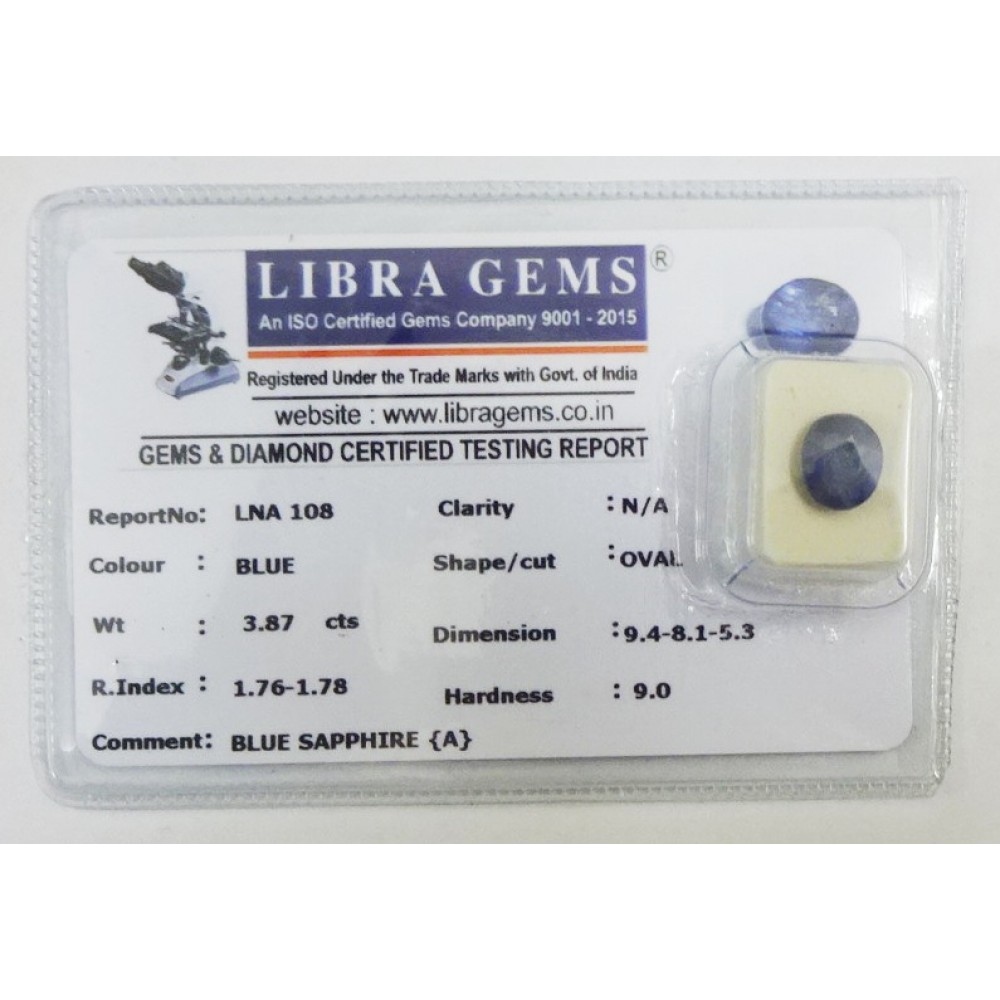 LIBRA GEMS ®
An ISO Certified Gems Company 9001 - 2015
Registered Under the Trade Marks with Govt. of India
website : www.libragems.co.in
GEMS & DIAMOND CERTIFIED TESTING REPORT
ReportNo: LNA 108 Clarity : N/A
Colour : BLUE Shape/cut : OVAL
Wt : 3.87 cts Dimension : 9.4-8.1-5.3
R.Index : 1.76-1.78 Hardness : 9.0
Comment: BLUE SAPPHIRE {A}